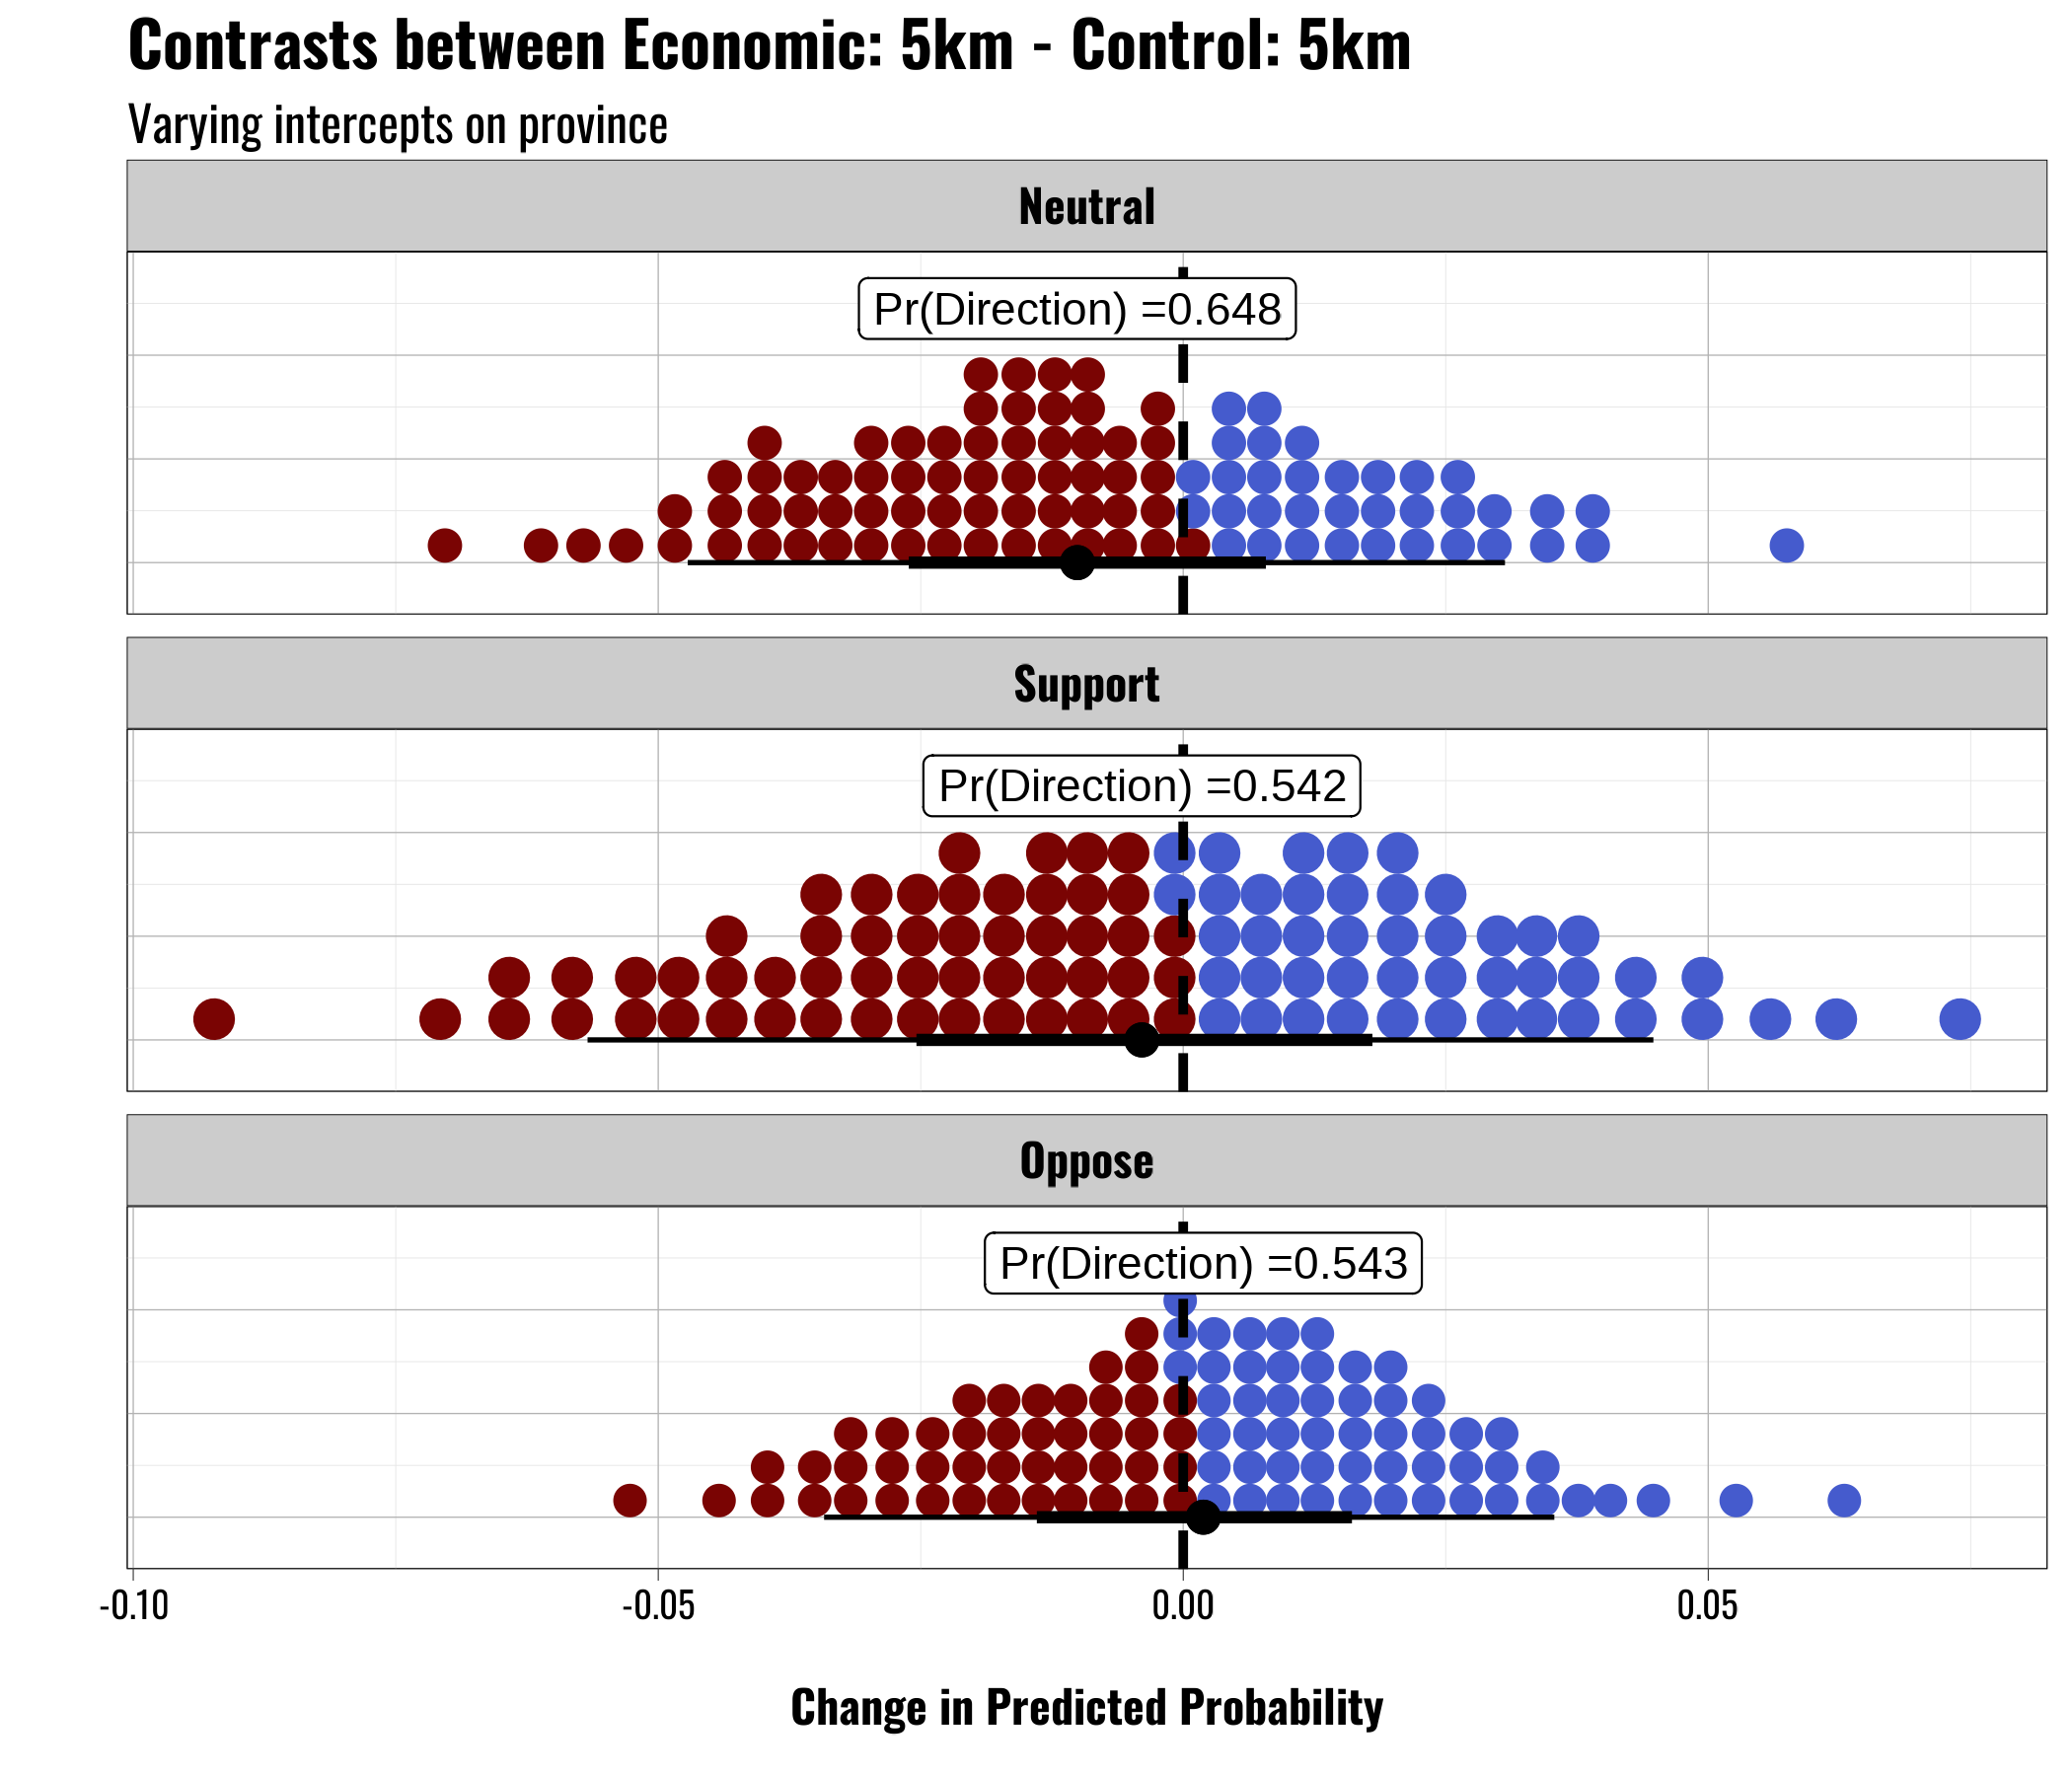 Contrasts between Economic: 5km - Control: 5km
Varying intercepts on province
Neutral
Pr(Direction) =0.648
Support
Pr(Direction) =0.542
Oppose
Pr(Direction) =0.543
-0.10 -0.05 0.00 0.05
Change in Predicted Probability